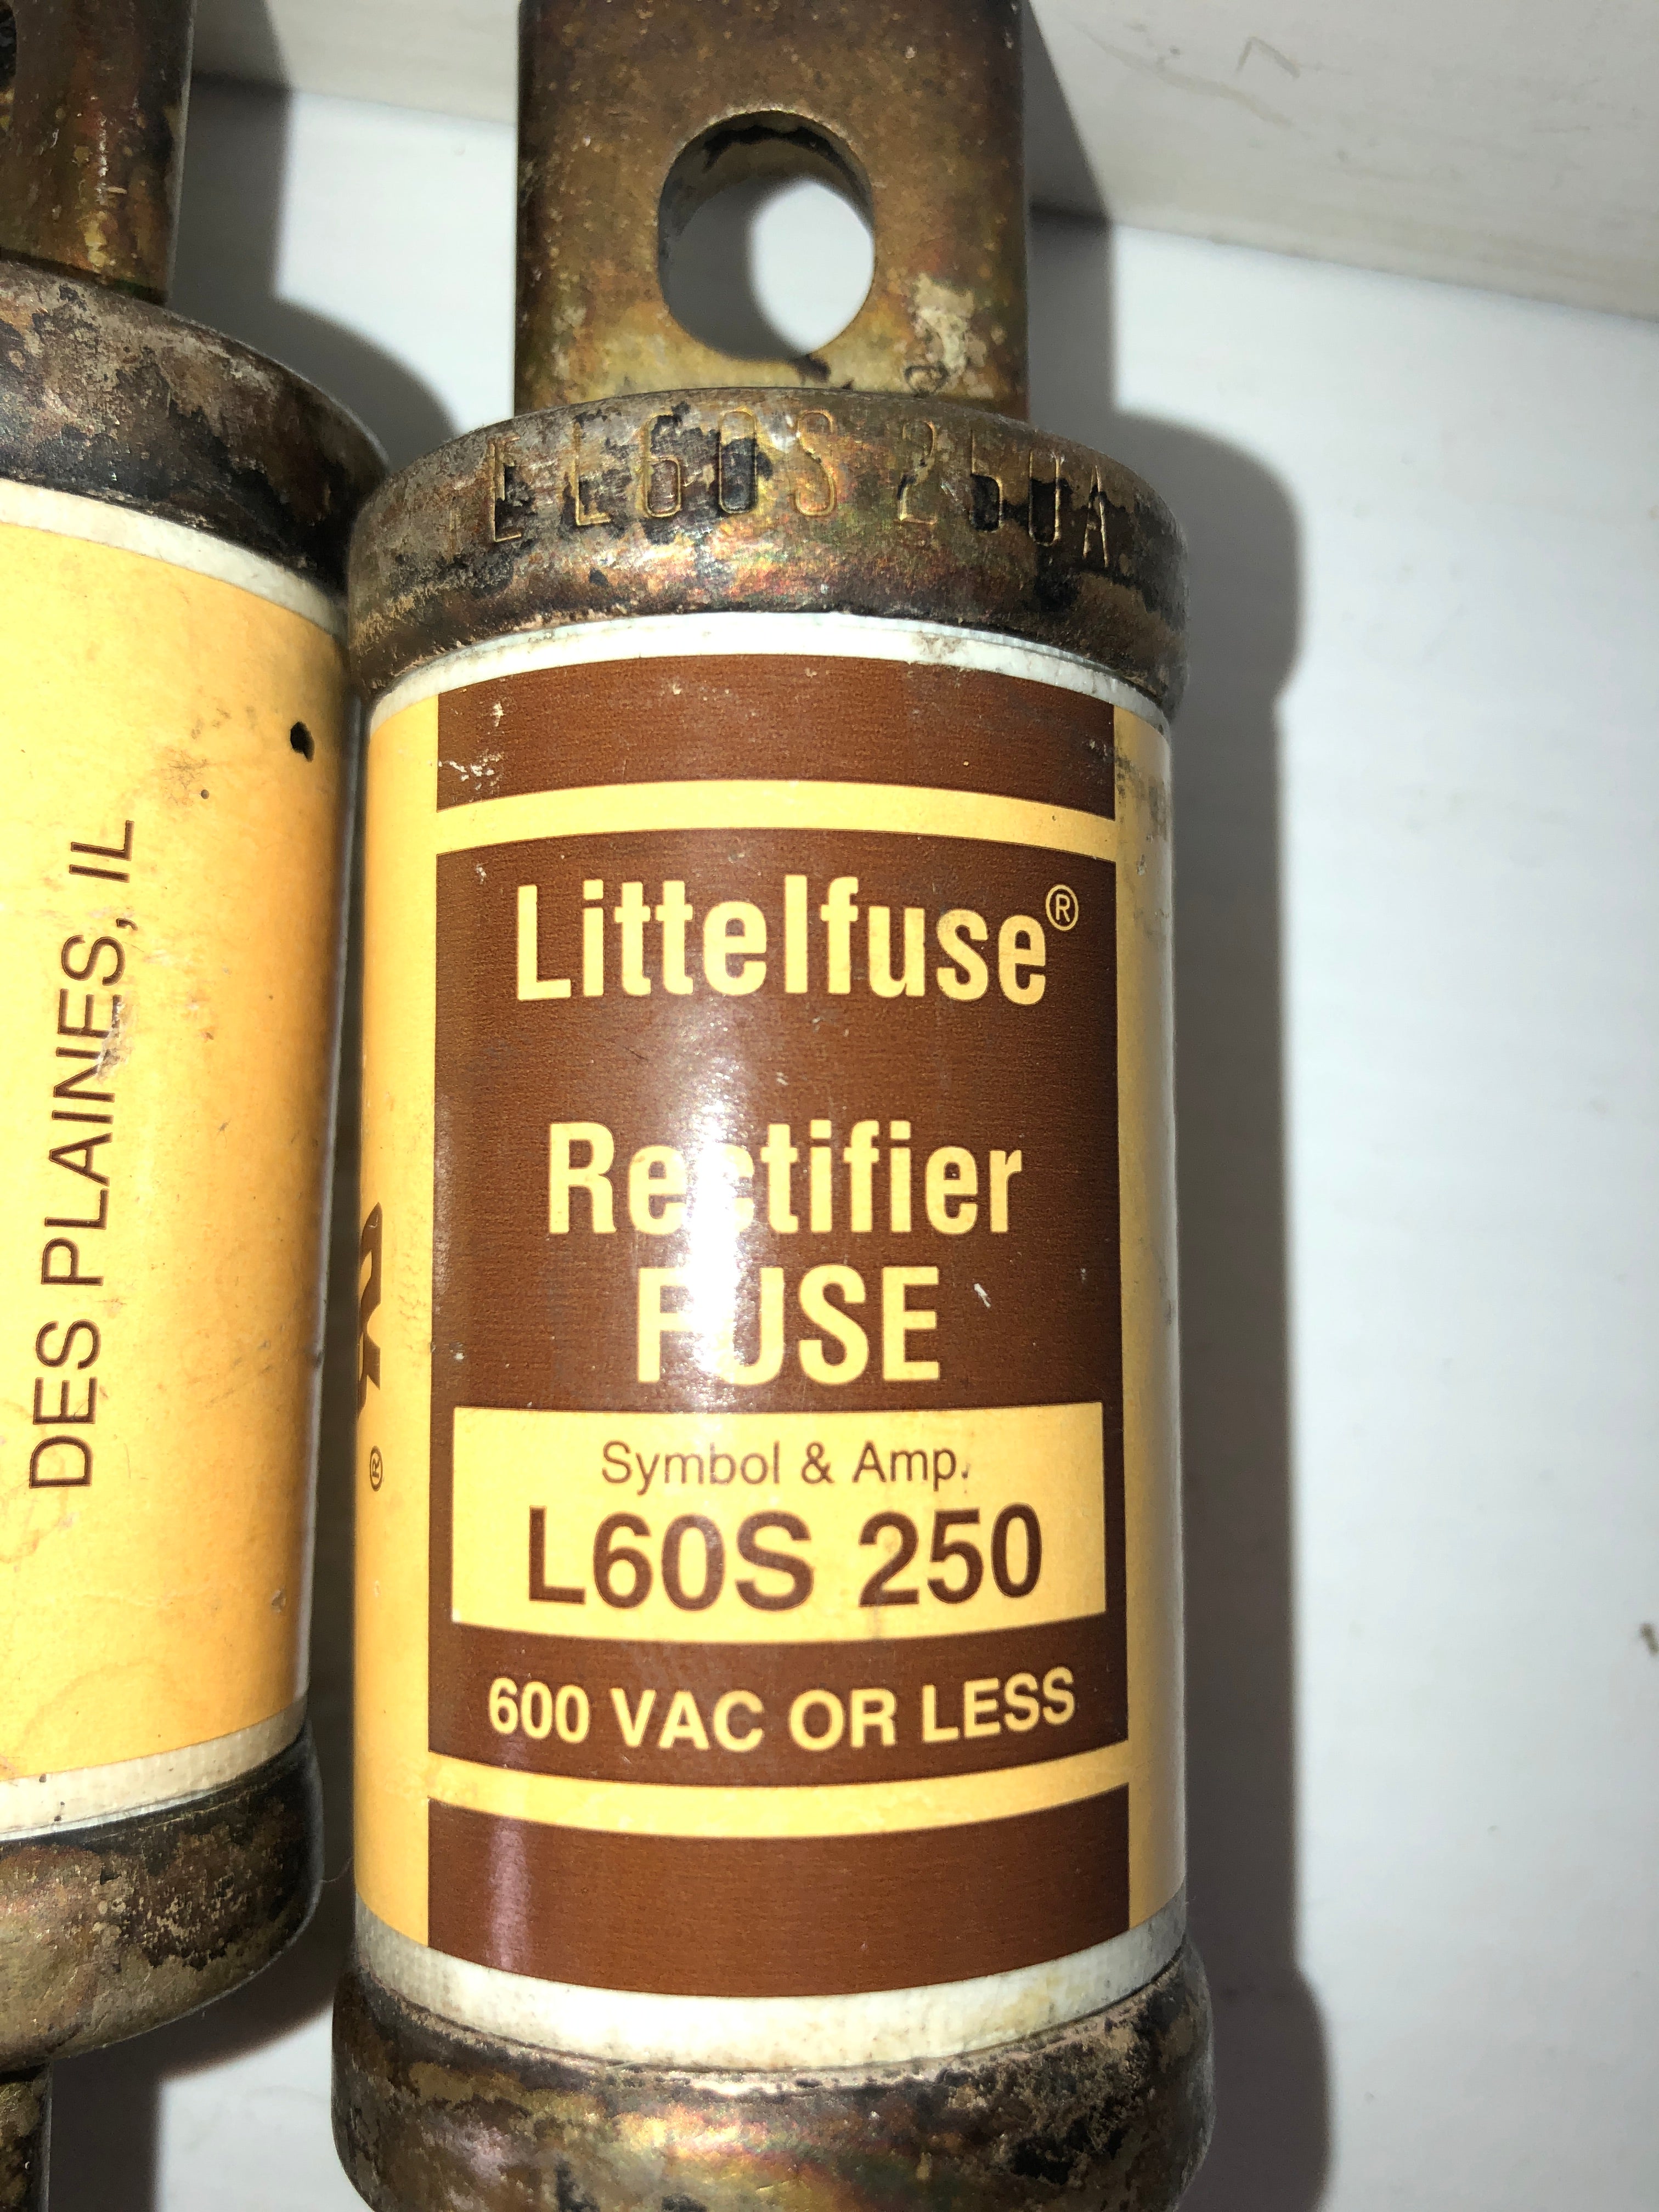 DES PLAINES, IL
®
L60S 250A
Littelfuse®
Rectifier
FUSE
Symbol & Amp.
L60S 250
600 VAC OR LESS